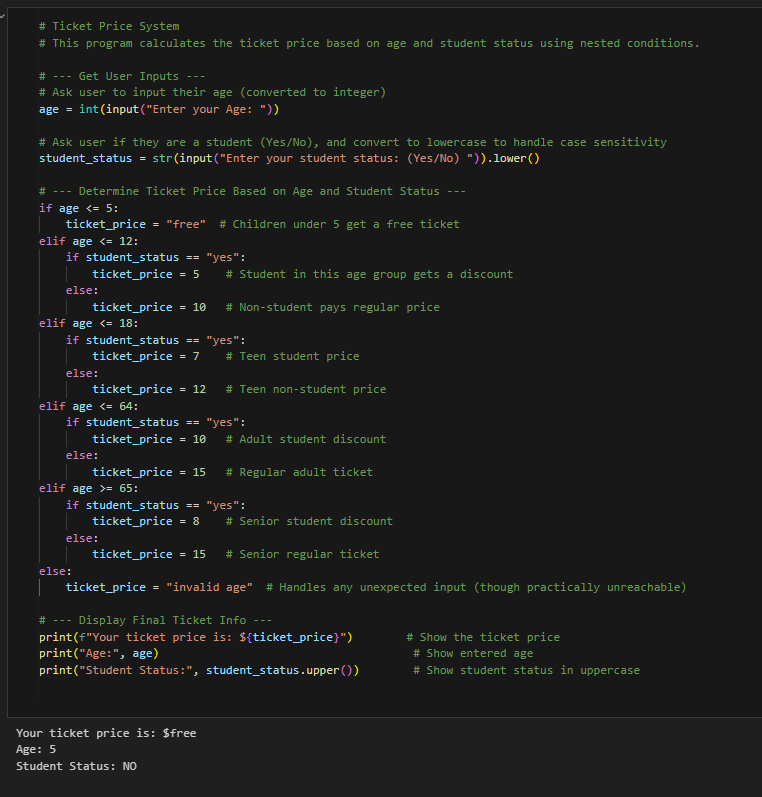 # Ticket Price System
# This program calculates the ticket price based on age and student status using nested conditions.
# --- Get User Inputs ---
# Ask user to input their age (converted to integer)
age = int(input("Enter your Age: "))
# Ask user if they are a student (Yes/No), and convert to lowercase to handle case sensitivity
student_status = str(input("Enter your student status: (Yes/No) ")).lower()
# --- Determine Ticket Price Based on Age and Student Status ---
if age <= 5:
    ticket_price = "free"  # Children under 5 get a free ticket
elif age <= 12:
    if student_status == "yes":
        ticket_price = 5    # Student in this age group gets a discount
    else:
        ticket_price = 10   # Non-student pays regular price
elif age <= 18:
    if student_status == "yes":
        ticket_price = 7    # Teen student price
    else:
        ticket_price = 12   # Teen non-student price
elif age <= 64:
    if student_status == "yes":
        ticket_price = 10   # Adult student discount
    else:
        ticket_price = 15   # Regular adult ticket
elif age >= 65:
    if student_status == "yes":
        ticket_price = 8    # Senior student discount
    else:
        ticket_price = 15   # Senior regular ticket
else:
    ticket_price = "invalid age"  # Handles any unexpected input (though practically unreachable)
# --- Display Final Ticket Info ---
print(f"Your ticket price is: ${ticket_price}")        # Show the ticket price
print("Age:", age)                                      # Show entered age
print("Student Status:", student_status.upper())        # Show student status in uppercase
Your ticket price is: $free
Age: 5
Student Status: NO